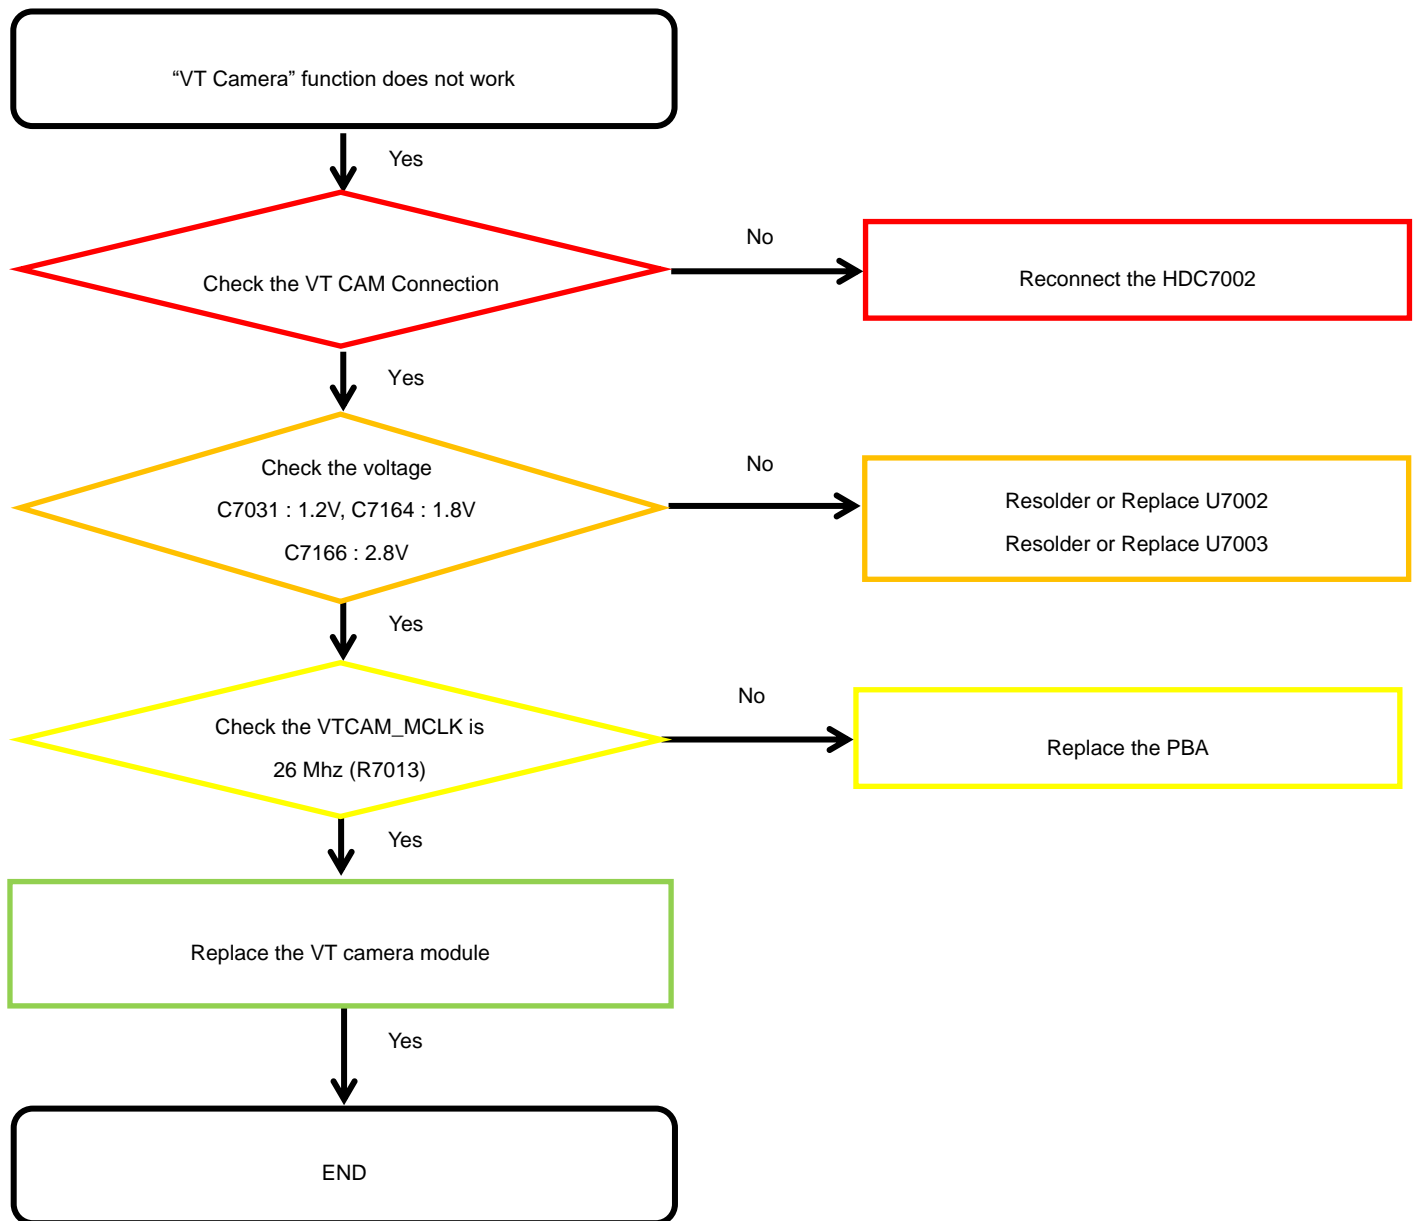 “VT Camera” function does not work
Yes
Check the VT CAM Connection
No
Reconnect the HDC7002
Yes
Check the voltage
C7031 : 1.2V, C7164 : 1.8V
C7166 : 2.8V
No
Resolder or Replace U7002
Resolder or Replace U7003
Yes
Check the VTCAM_MCLK is
26 Mhz (R7013)
No
Replace the PBA
Yes
Replace the VT camera module
Yes
END